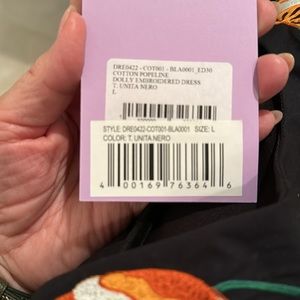 DRE0422 - COT001 - BLA0001_ED30
COTTON POPELINE
DOLLY EMBROIDERED DRESS
T. UNITA NERO
L
STYLE: DRE0422-COT001-BLA0001 SIZE: L
COLOR: T. UNITA NERO
4 00169 76364 6